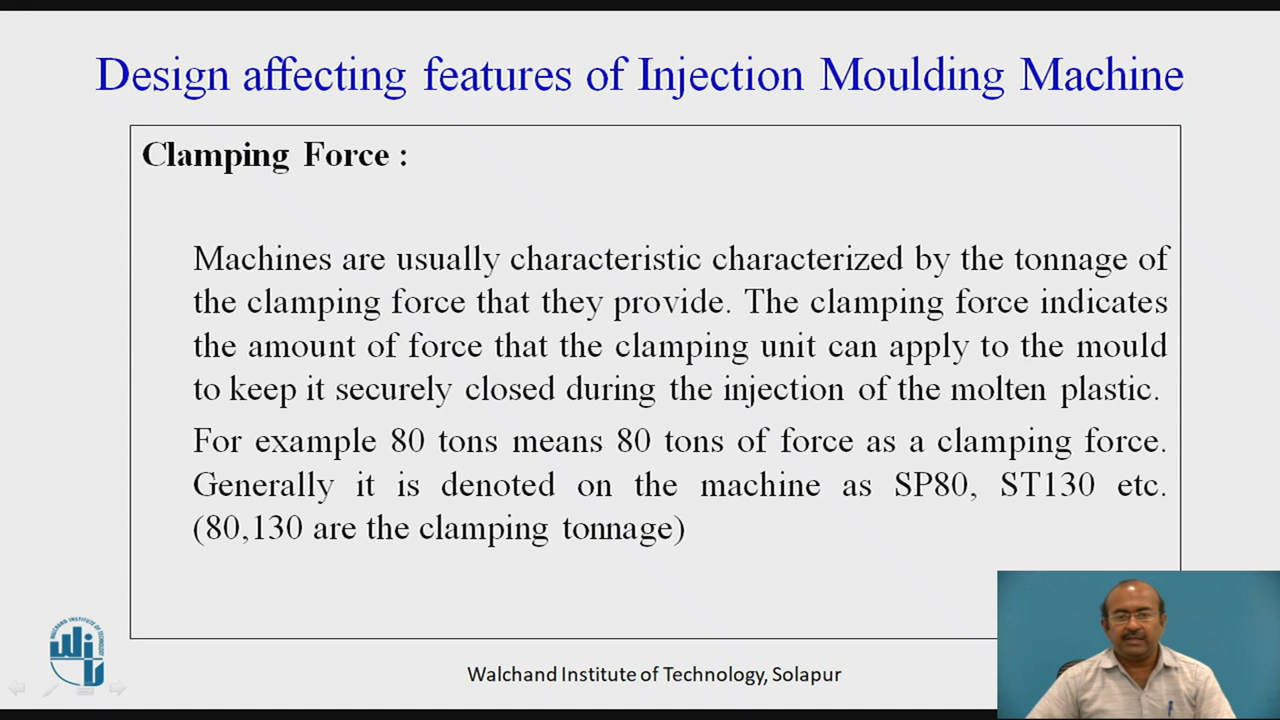 Design affecting features of Injection Moulding Machine
Clamping Force :
Machines are usually characteristic characterized by the tonnage of
the clamping force that they provide. The clamping force indicates
the amount of force that the clamping unit can apply to the mould
to keep it securely closed during the injection of the molten plastic.
For example 80 tons means 80 tons of force as a clamping force.
Generally it is denoted on the machine as SP80, ST130 etc.
(80,130 are the clamping tonnage)
WALCHAND INSTITUTE OF TECHNOLOGY
Walchand Institute of Technology, Solapur